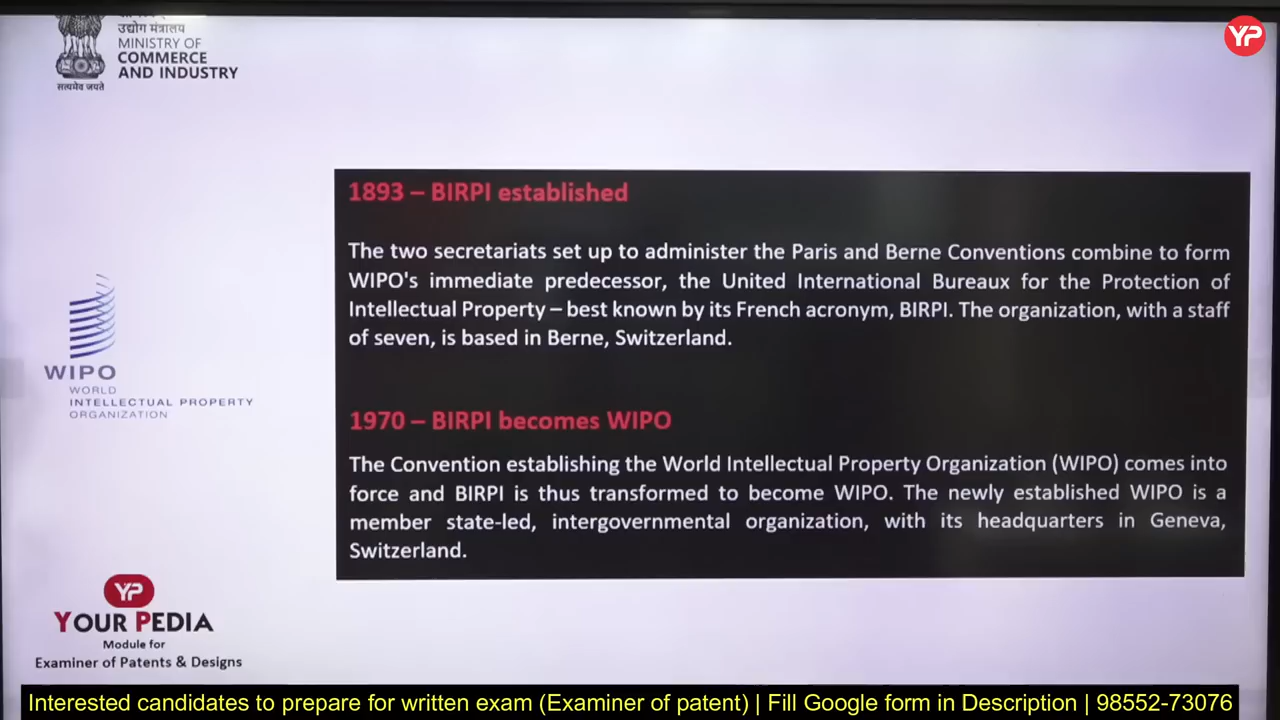 उद्योग मंत्रालय
MINISTRY OF
COMMERCE
AND INDUSTRY
सत्यमेव जयते
YP
1893 – BIRPI established
The two secretariats set up to administer the Paris and Berne Conventions combine to form
WIPO's immediate predecessor, the United International Bureaux for the Protection of
Intellectual Property – best known by its French acronym, BIRPI. The organization, with a staff
of seven, is based in Berne, Switzerland.
WIPO
WORLD
INTELLECTUAL PROPERTY
ORGANIZATION
1970 – BIRPI becomes WIPO
The Convention establishing the World Intellectual Property Organization (WIPO) comes into
force and BIRPI is thus transformed to become WIPO. The newly established WIPO is a
member state-led, intergovernmental organization, with its headquarters in Geneva,
Switzerland.
YP
YOUR PEDIA
Module for
Examiner of Patents & Designs
Interested candidates to prepare for written exam (Examiner of patent) | Fill Google form in Description | 98552-73076